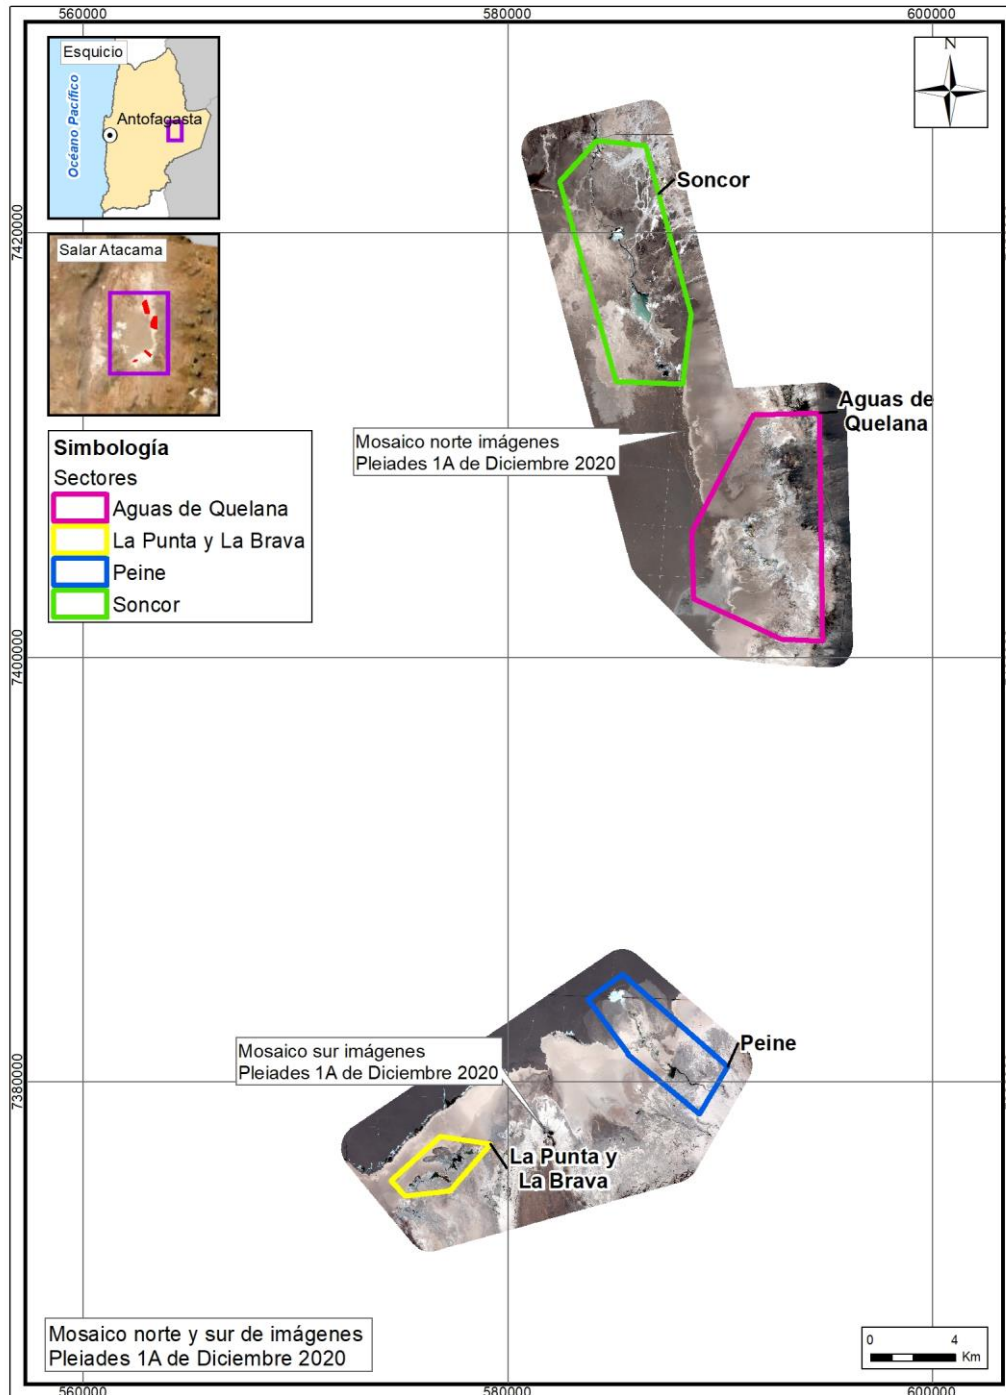 560000
580000
600000
Esquicio
Océano Pacífico
Antofagasta
N
Soncor
7420000
Salar Atacama
Aguas de
Quelana
Mosaico norte imágenes
Pleiades 1A de Diciembre 2020
Simbología
Sectores
Aguas de Quelana
La Punta y La Brava
Peine
Soncor
7400000
Mosaico sur imágenes
Pleiades 1A de Diciembre 2020
Peine
7380000
La Punta y
La Brava
Mosaico norte y sur de imágenes
Pleiades 1A de Diciembre 2020
0 4
Km
560000
580000
600000